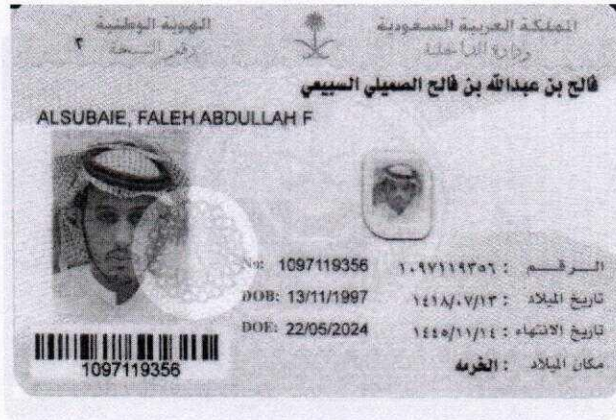 المملكة العربية السعودية
وزارة الداخلية
الهوية الوطنية
رقم النسخة ٢
فالح بن عبدالله بن فالح الصميلي السبيعي
ALSUBAIE, FALEH ABDULLAH F
الرقم : ١٠٩٧١١٩٣٥٦ No: 1097119356
تاريخ الميلاد : ١٤١٨/٠٧/١٣ DOB: 13/11/1997
تاريخ الانتهاء : ١٤٤٥/١١/١٤ DOE: 22/05/2024
مكان الميلاد : الخرمه
1097119356